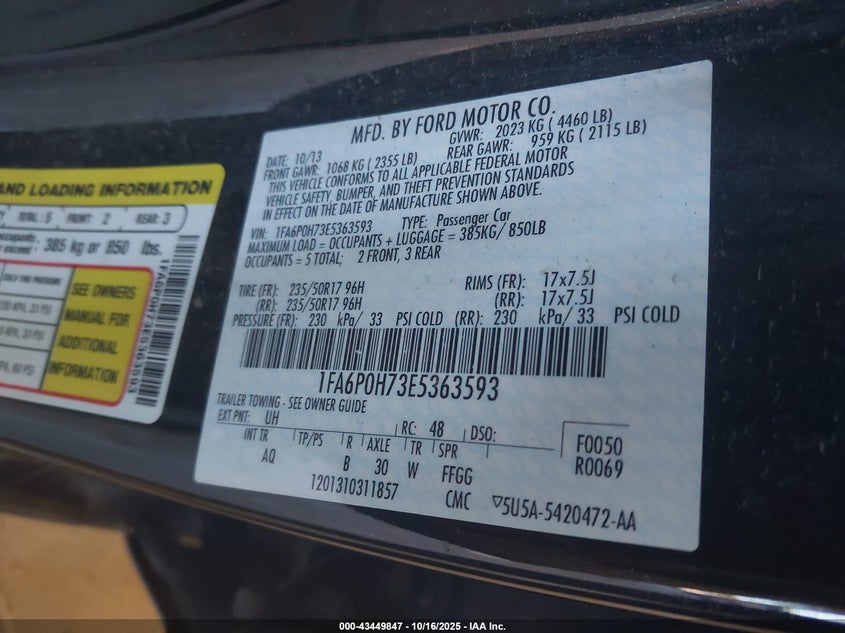 AND LOADING INFORMATION
TOTAL: 5 FRONT: 2 REAR: 3
385 kg or 850 lbs.
SEE OWNERS
MANUAL FOR
ADDITIONAL
INFORMATION
1FA6P0H73E5363593
MFD. BY FORD MOTOR CO.
DATE: 10/13 GVWR: 2023 KG ( 4460 LB)
FRONT GAWR: 1068 KG ( 2355 LB) REAR GAWR: 959 KG ( 2115 LB)
THIS VEHICLE CONFORMS TO ALL APPLICABLE FEDERAL MOTOR
VEHICLE SAFETY, BUMPER, AND THEFT PREVENTION STANDARDS
IN EFFECT ON THE DATE OF MANUFACTURE SHOWN ABOVE.
VIN: 1FA6P0H73E5363593 TYPE: Passenger Car
MAXIMUM LOAD = OCCUPANTS + LUGGAGE = 385KG/ 850LB
OCCUPANTS = 5 TOTAL; 2 FRONT, 3 REAR
TIRE (FR): 235/50R17 96H RIMS (FR): 17x7.5J
(RR): 235/50R17 96H (RR): 17x7.5J
PRESSURE (FR): 230 kPa/ 33 PSI COLD (RR): 230 kPa/ 33 PSI COLD
1FA6P0H73E5363593
TRAILER TOWING - SEE OWNER GUIDE
EXT PNT: UH RC: 48 DSO:
INT TR TP/PS R AXLE TR SPR
AQ B 30 W FFGG
F0050
R0069
1201310311857 CMC 5U5A-5420472-AA
000-43449847 - 10/16/2025 - IAA Inc.